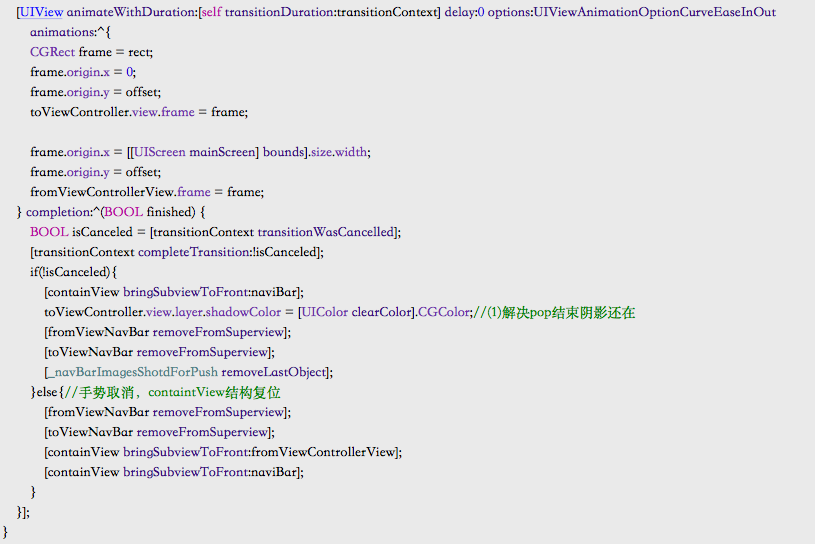 [UIView animateWithDuration:[self transitionDuration:transitionContext] delay:0 options:UIViewAnimationOptionCurveEaseInOut
animations:^{
CGRect frame = rect;
frame.origin.x = 0;
frame.origin.y = offset;
toViewController.view.frame = frame;
frame.origin.x = [[UIScreen mainScreen] bounds].size.width;
frame.origin.y = offset;
fromViewControllerView.frame = frame;
} completion:^(BOOL finished) {
BOOL isCanceled = [transitionContext transitionWasCancelled];
[transitionContext completeTransition:!isCanceled];
if(!isCanceled){
[containView bringSubviewToFront:naviBar];
toViewController.view.layer.shadowColor = [UIColor clearColor].CGColor;//(1)解决pop结束阴影还在
[fromViewNavBar removeFromSuperview];
[toViewNavBar removeFromSuperview];
[_navBarImagesShotdForPush removeLastObject];
}else{//手势取消，containtView结构复位
[fromViewNavBar removeFromSuperview];
[toViewNavBar removeFromSuperview];
[containView bringSubviewToFront:fromViewControllerView];
[containView bringSubviewToFront:naviBar];
}
}];
}